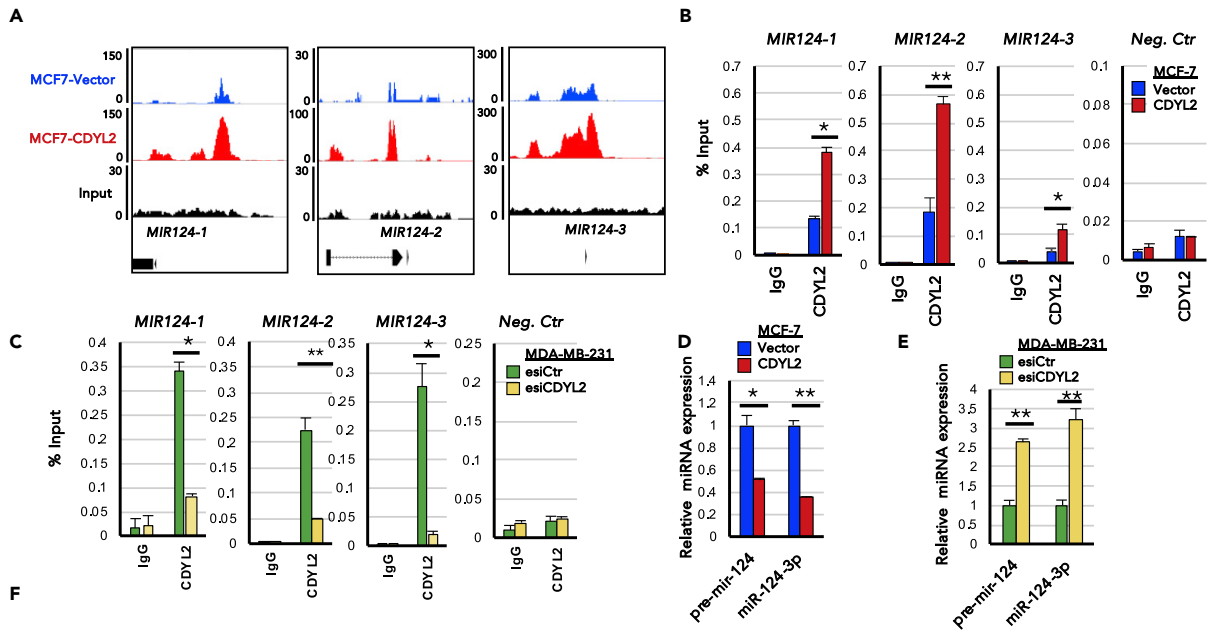 A
MCF7-Vector
MCF7-CDYL2
Input
150
0
150
0
30
0
MIR124-1
30
0
100
0
30
0
MIR124-2
300
0
300
0
30
0
MIR124-3
B
% Input
MIR124-1
0.7
0.6
0.5
0.4
0.3
0.2
0.1
0
*
IgG
CDYL2
MIR124-2
0.7
0.6
0.5
0.4
0.3
0.2
0.1
0
**
IgG
CDYL2
MIR124-3
0.7
0.6
0.5
0.4
0.3
0.2
0.1
0
*
IgG
CDYL2
Neg. Ctr
0.1
0.08
0.06
0.04
0.02
0
MCF-7
Vector
CDYL2
IgG
CDYL2
C
% Input
MIR124-1
0.4
0.35
0.3
0.25
0.2
0.15
0.1
0.05
0
*
IgG
CDYL2
MIR124-2
0.4
0.35
0.3
0.25
0.2
0.15
0.1
0.05
0
**
IgG
CDYL2
MIR124-3
0.35
0.3
0.25
0.2
0.15
0.1
0.05
0
*
IgG
CDYL2
Neg. Ctr
0.25
0.2
0.15
0.1
0.05
0
MDA-MB-231
esiCtr
esiCDYL2
IgG
CDYL2
D
MCF-7
Vector
CDYL2
Relative miRNA expression
1.4
1.2
1
0.8
0.6
0.4
0.2
0
*
**
pre-mir-124
miR-124-3p
E
MDA-MB-231
esiCtr
esiCDYL2
Relative miRNA expression
4
3.5
3
2.5
2
1.5
1
0.5
0
**
**
pre-mir-124
miR-124-3p
F